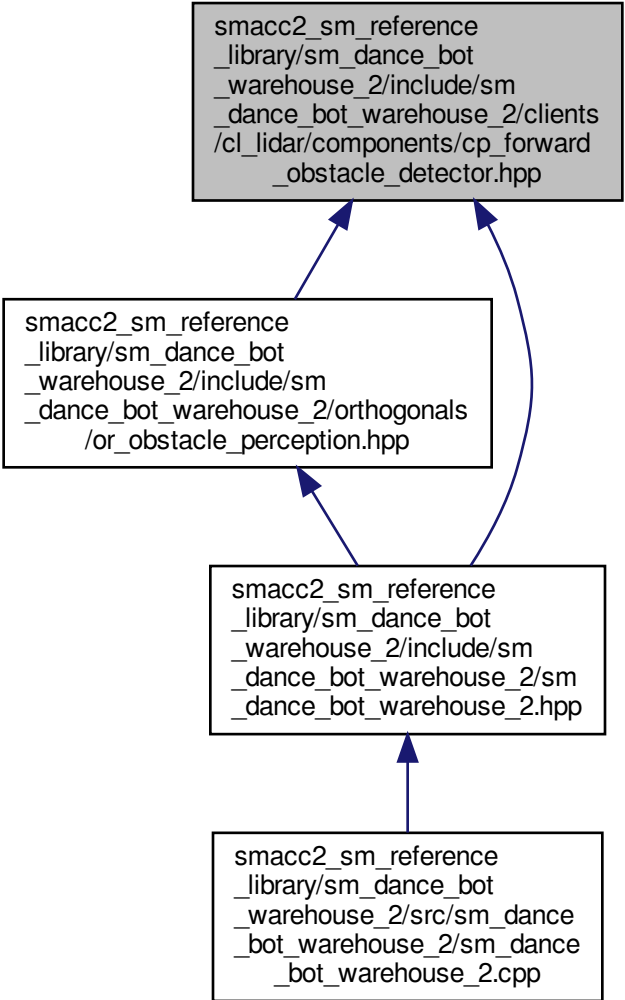 smacc2_sm_reference
_library/sm_dance_bot
_warehouse_2/include/sm
_dance_bot_warehouse_2/clients
/cl_lidar/components/cp_forward
_obstacle_detector.hpp
smacc2_sm_reference
_library/sm_dance_bot
_warehouse_2/include/sm
_dance_bot_warehouse_2/orthogonals
/or_obstacle_perception.hpp
smacc2_sm_reference
_library/sm_dance_bot
_warehouse_2/include/sm
_dance_bot_warehouse_2/sm
_dance_bot_warehouse_2.hpp
smacc2_sm_reference
_library/sm_dance_bot
_warehouse_2/src/sm_dance
_bot_warehouse_2/sm_dance
_bot_warehouse_2.cpp